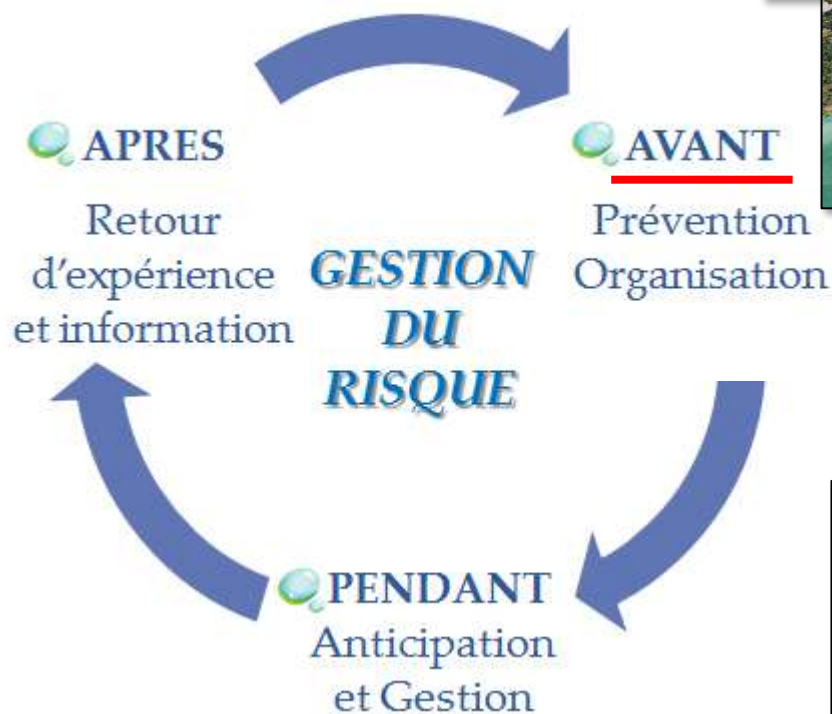 APRES
Retour
d'expérience
et information
GESTION
DU
RISQUE
AVANT
Prévention
Organisation
PENDANT
Anticipation
et Gestion